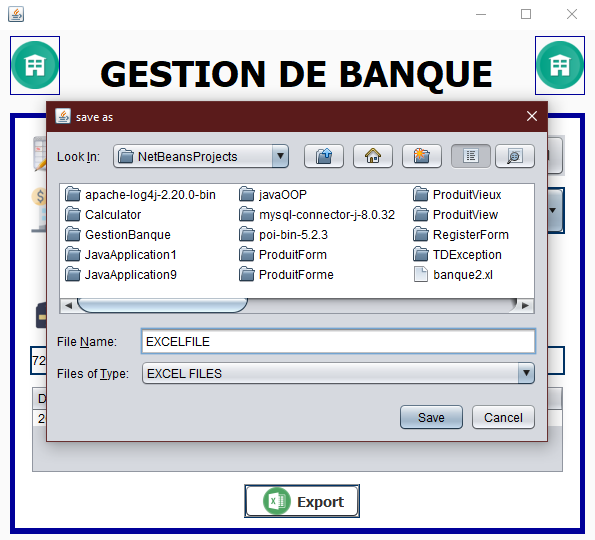 GESTION DE BANQUE
save as
Look In:
NetBeansProjects
apache-log4j-2.20.0-bin
Calculator
GestionBanque
JavaApplication1
JavaApplication9
javaOOP
mysql-connector-j-8.0.32
poi-bin-5.2.3
ProduitForm
ProduitForme
ProduitVieux
ProduitView
RegisterForm
TDException
banque2.xl
File Name:
EXCELFILE
Files of Type:
EXCEL FILES
Save
Cancel
72
D
2
Export